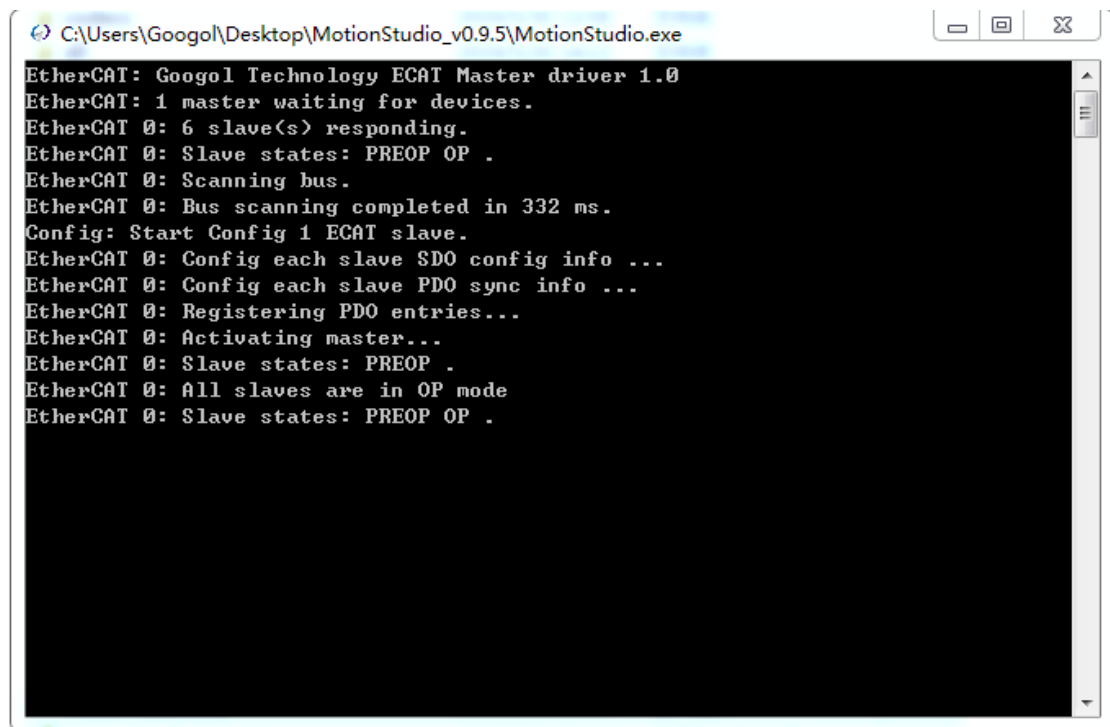 C:\Users\Googol\Desktop\MotionStudio_v0.9.5\MotionStudio.exe
EtherCAT: Googol Technology ECAT Master driver 1.0
EtherCAT: 1 master waiting for devices.
EtherCAT 0: 6 slave(s) responding.
EtherCAT 0: Slave states: PREOP OP .
EtherCAT 0: Scanning bus.
EtherCAT 0: Bus scanning completed in 332 ms.
Config: Start Config 1 ECAT slave.
EtherCAT 0: Config each slave SDO config info ...
EtherCAT 0: Config each slave PDO sync info ...
EtherCAT 0: Registering PDO entries...
EtherCAT 0: Activating master...
EtherCAT 0: Slave states: PREOP .
EtherCAT 0: All slaves are in OP mode
EtherCAT 0: Slave states: PREOP OP .